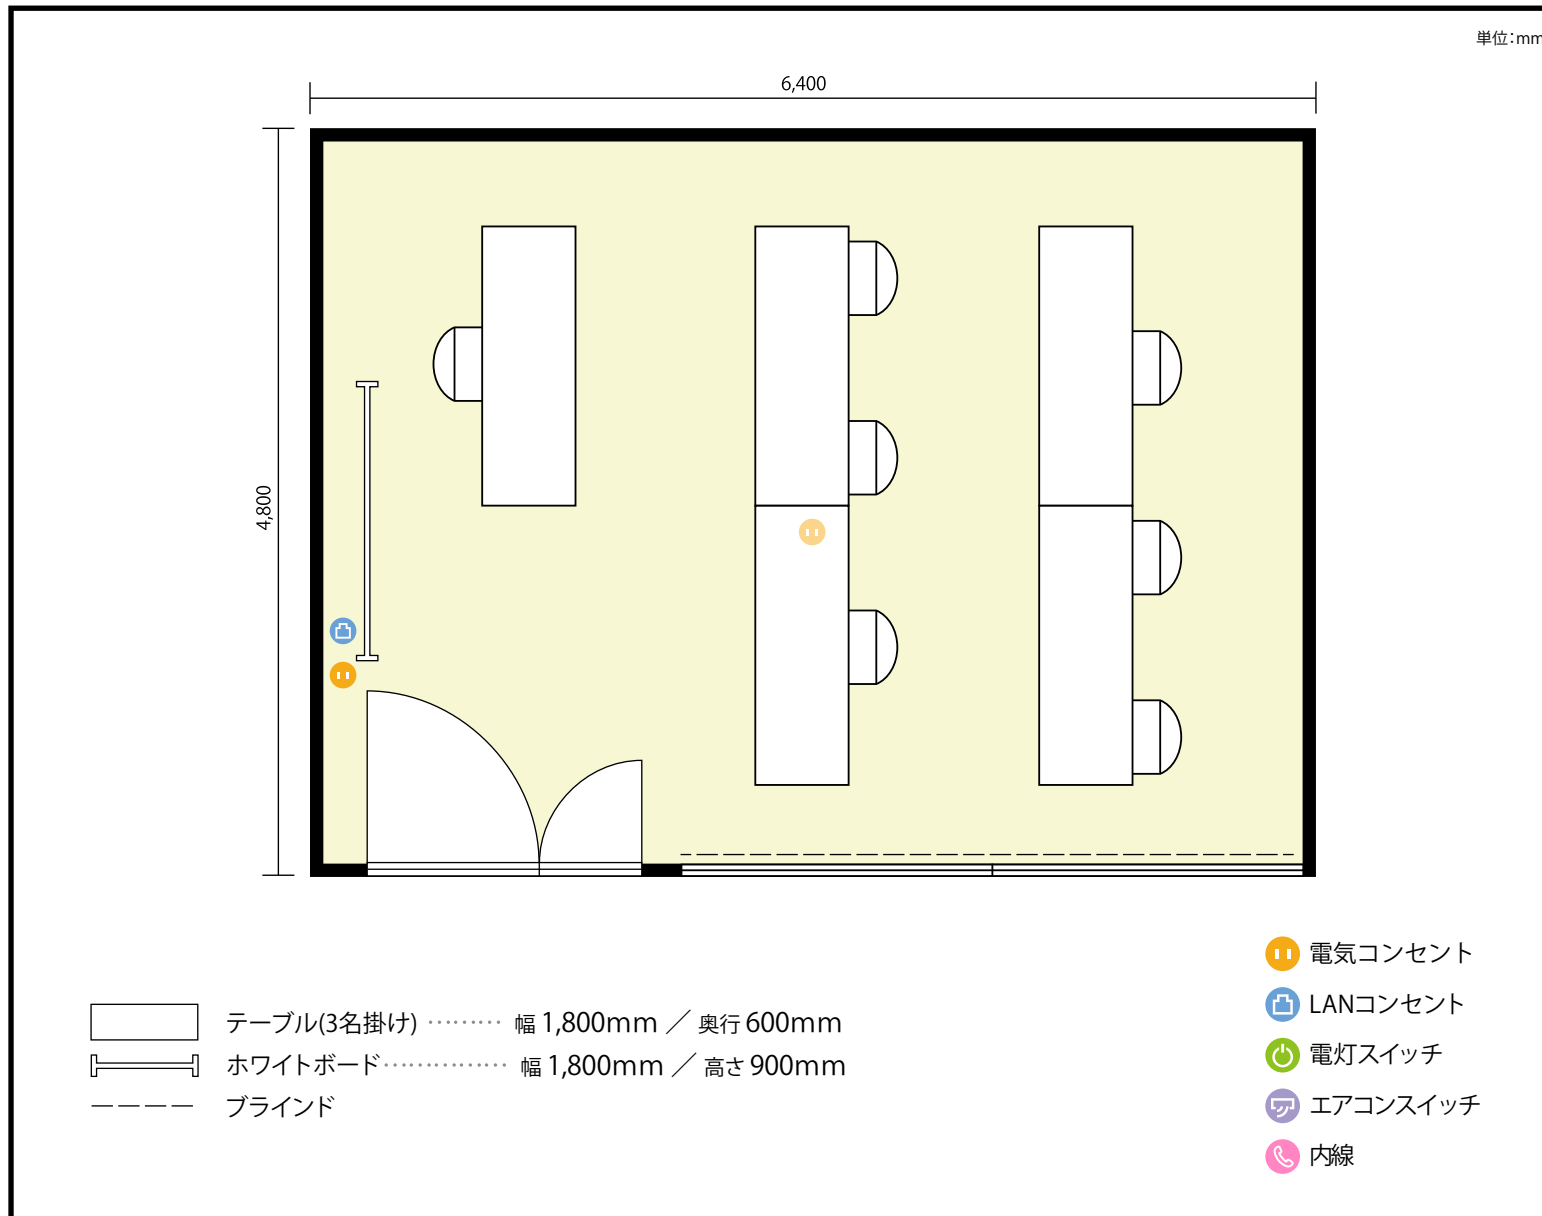 単位：mm
6,400
4,800
テーブル(3名掛け) ········· 幅 1,800mm ／ 奥行 600mm
ホワイトボード ··············· 幅 1,800mm ／ 高さ 900mm
ブラインド
電気コンセント
LANコンセント
電灯スイッチ
エアコンスイッチ
内線